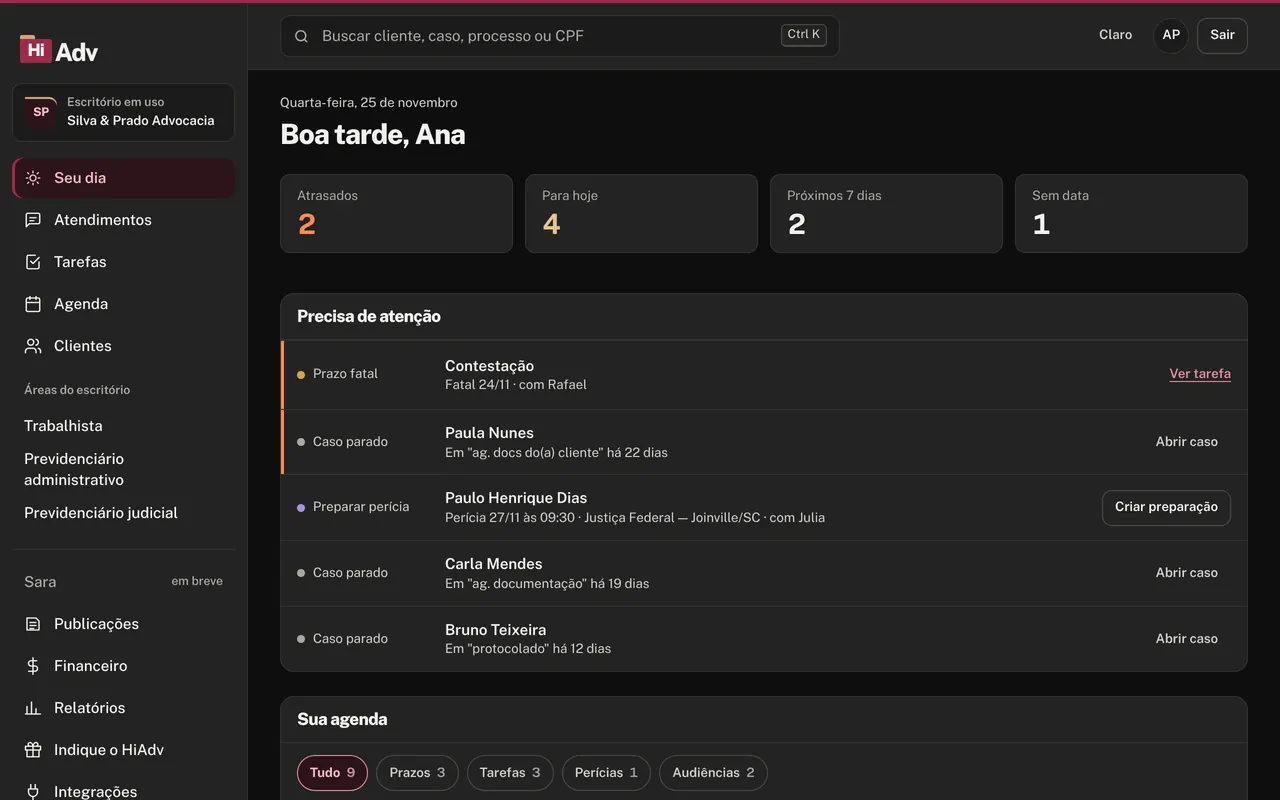 Hi Adv
SP
Escritório em uso
Silva & Prado Advocacia
Seu dia
Atendimentos
Tarefas
Agenda
Clientes
Áreas do escritório
Trabalhista
Previdenciário
administrativo
Previdenciário judicial
Sara em breve
Publicações
Financeiro
Relatórios
Indique o HiAdv
Integrações
Buscar cliente, caso, processo ou CPF
Ctrl K
Claro
AP
Sair
Quarta-feira, 25 de novembro
Boa tarde, Ana
Atrasados
2
Para hoje
4
Próximos 7 dias
2
Sem data
1
Precisa de atenção
Prazo fatal
Contestação
Fatal 24/11 · com Rafael
Ver tarefa
Caso parado
Paula Nunes
Em "ag. docs do(a) cliente" há 22 dias
Abrir caso
Preparar perícia
Paulo Henrique Dias
Perícia 27/11 às 09:30 · Justiça Federal — Joinville/SC · com Julia
Criar preparação
Caso parado
Carla Mendes
Em "ag. documentação" há 19 dias
Abrir caso
Caso parado
Bruno Teixeira
Em "protocolado" há 12 dias
Abrir caso
Sua agenda
Tudo 9
Prazos 3
Tarefas 3
Perícias 1
Audiências 2